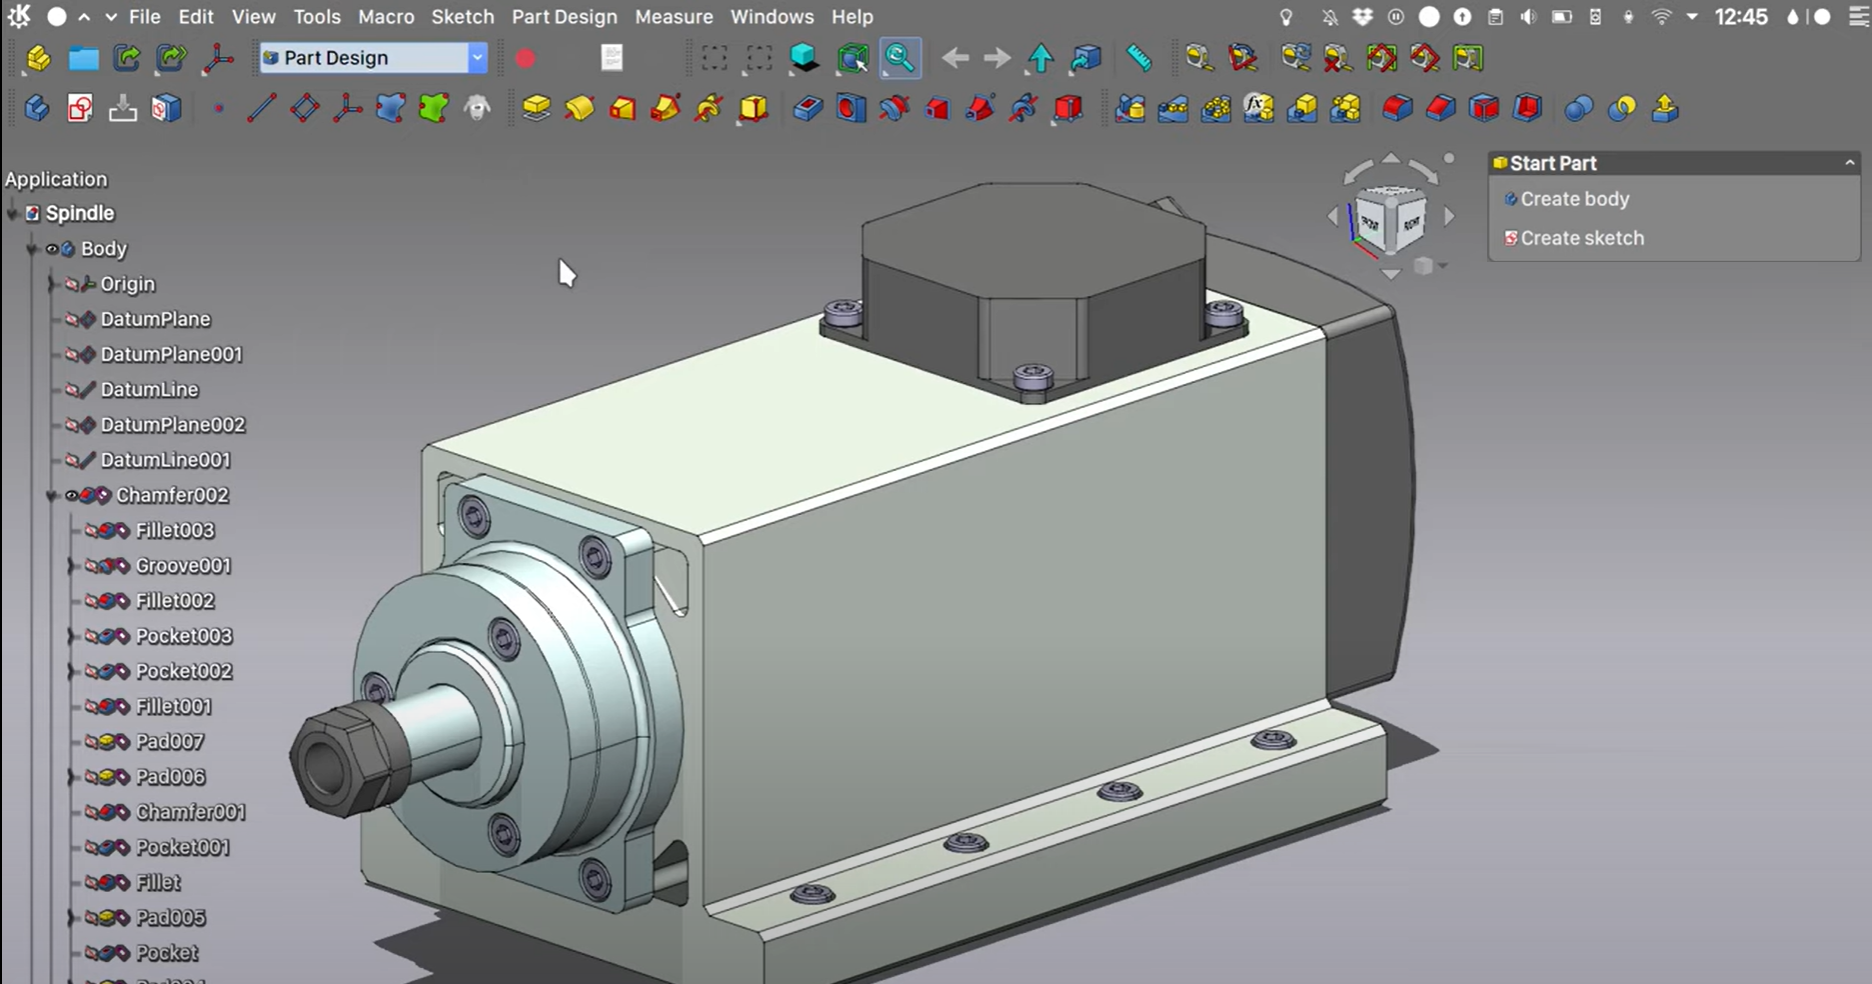 File Edit View Tools Macro Sketch Part Design Measure Windows Help 12:45
Part Design
fx
Application
Spindle
Body
Origin
DatumPlane
DatumPlane001
DatumLine
DatumPlane002
DatumLine001
Chamfer002
Fillet003
Groove001
Fillet002
Pocket003
Pocket002
Fillet001
Pad007
Pad006
Chamfer001
Pocket001
Fillet
Pad005
Pocket
FRONT RIGHT
Start Part
Create body
Create sketch